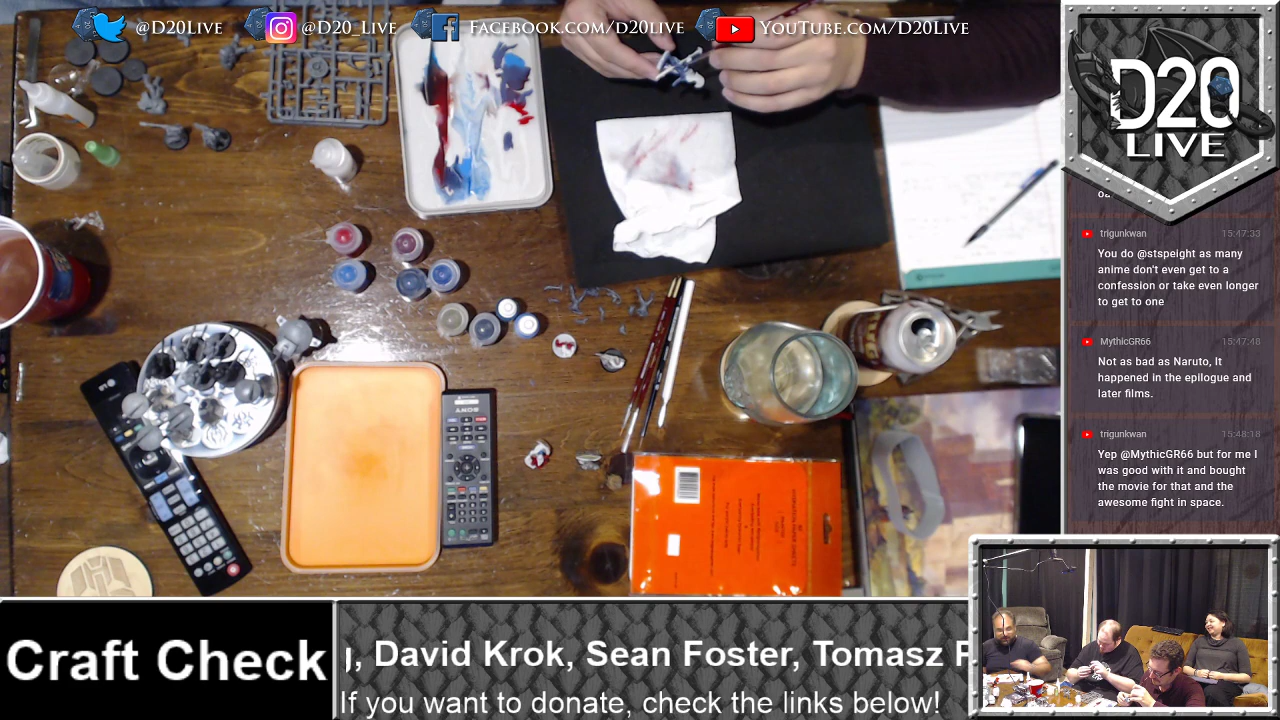 @D20Live
@D20_Live
Facebook.com/d20Live
YouTube.com/D20Live
D20
LIVE
trigunkwan 15:47:33
You do @stspeight as many
anime don't even get to a
confession or take even longer
to get to one
MythicGR66 15:47:48
Not as bad as Naruto, It
happened in the epilogue and
later films.
trigunkwan 15:48:18
Yep @MythicGR66 but for me I
was good with it and bought
the movie for that and the
awesome fight in space.
SONY
LG
Craft Check
, David Krok, Sean Foster, Tomasz
If you want to donate, check the links below!